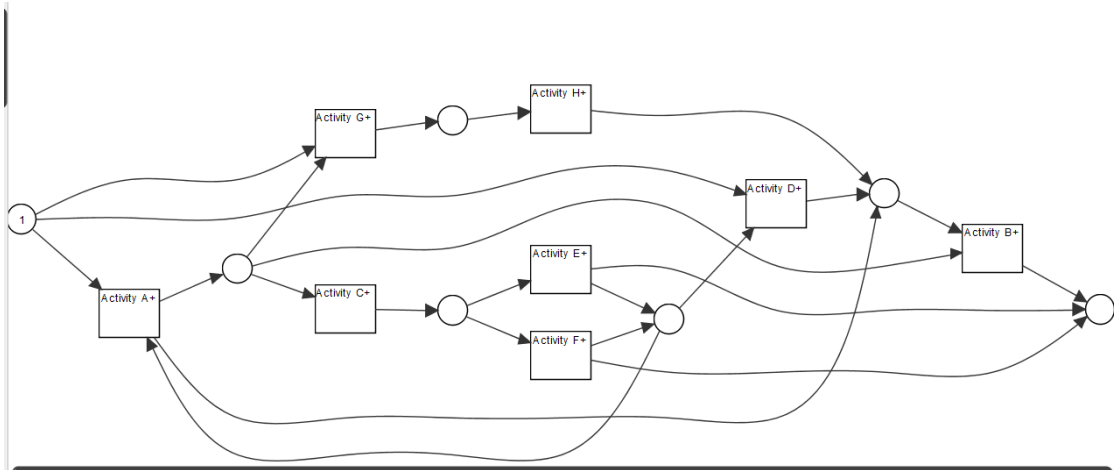 Activity H+
Activity G+
Activity D+
1
Activity B+
Activity E+
Activity C+
Activity A+
Activity F+